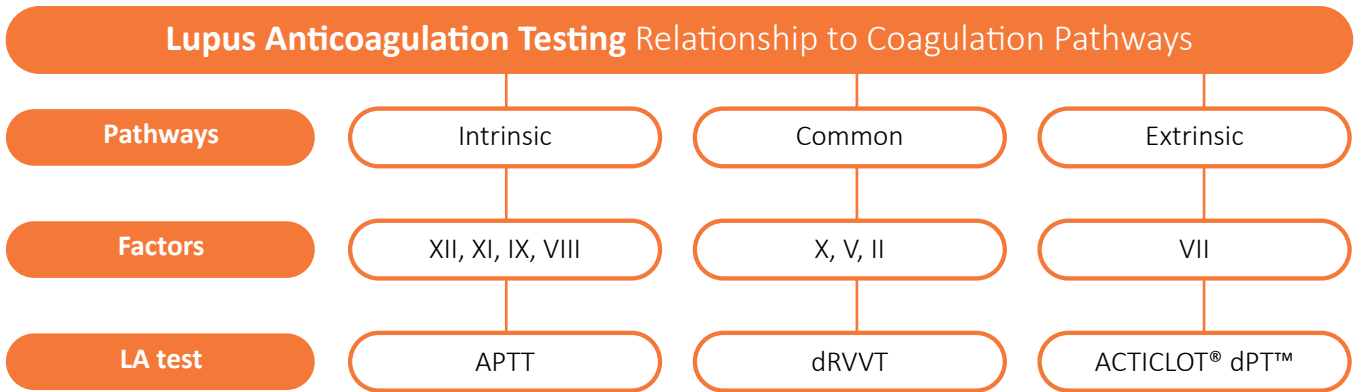 Lupus Anticoagulation Testing Relationship to Coagulation Pathways
Pathways Intrinsic Common Extrinsic
Factors XII, XI, IX, VIII X, V, II VII
LA test APTT dRVVT ACTICLOT® dPT™